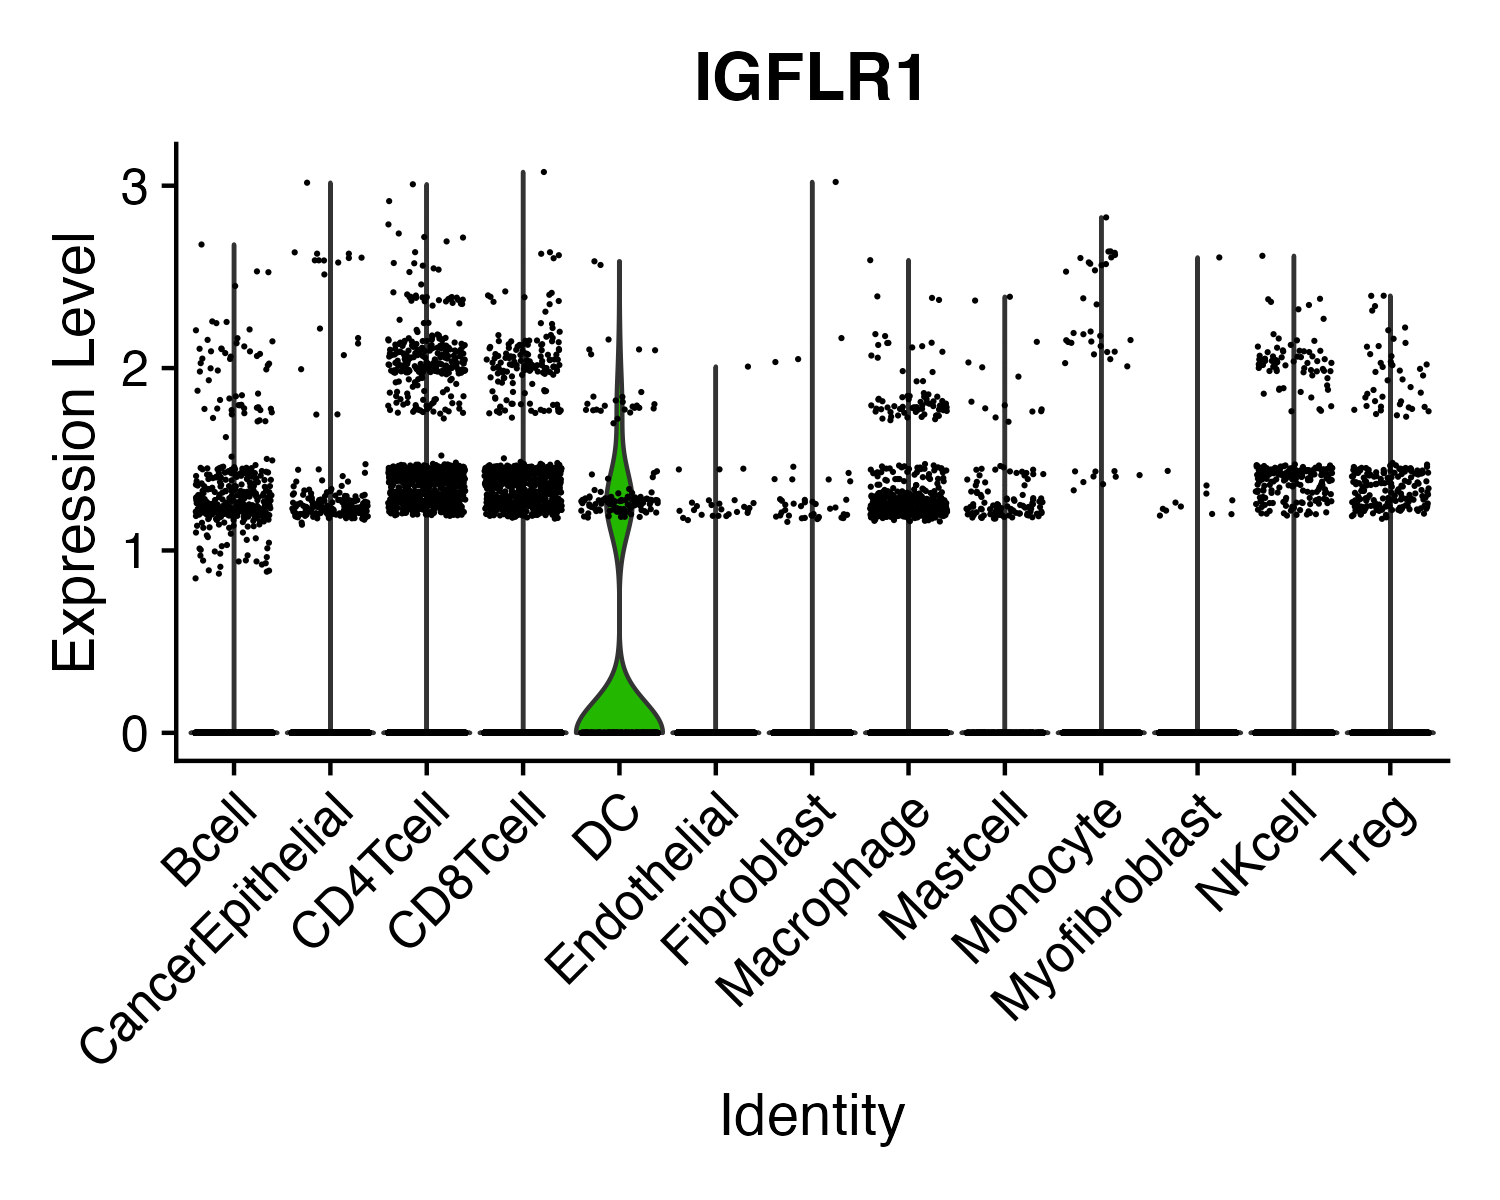 IGFLR1
Expression Level
3
2
1
0
Bcell
CancerEpithelial
CD4Tcell
CD8Tcell
DC
Endothelial
Fibroblast
Macrophage
Mastcell
Monocyte
Myofibroblast
NKcell
Treg
Identity